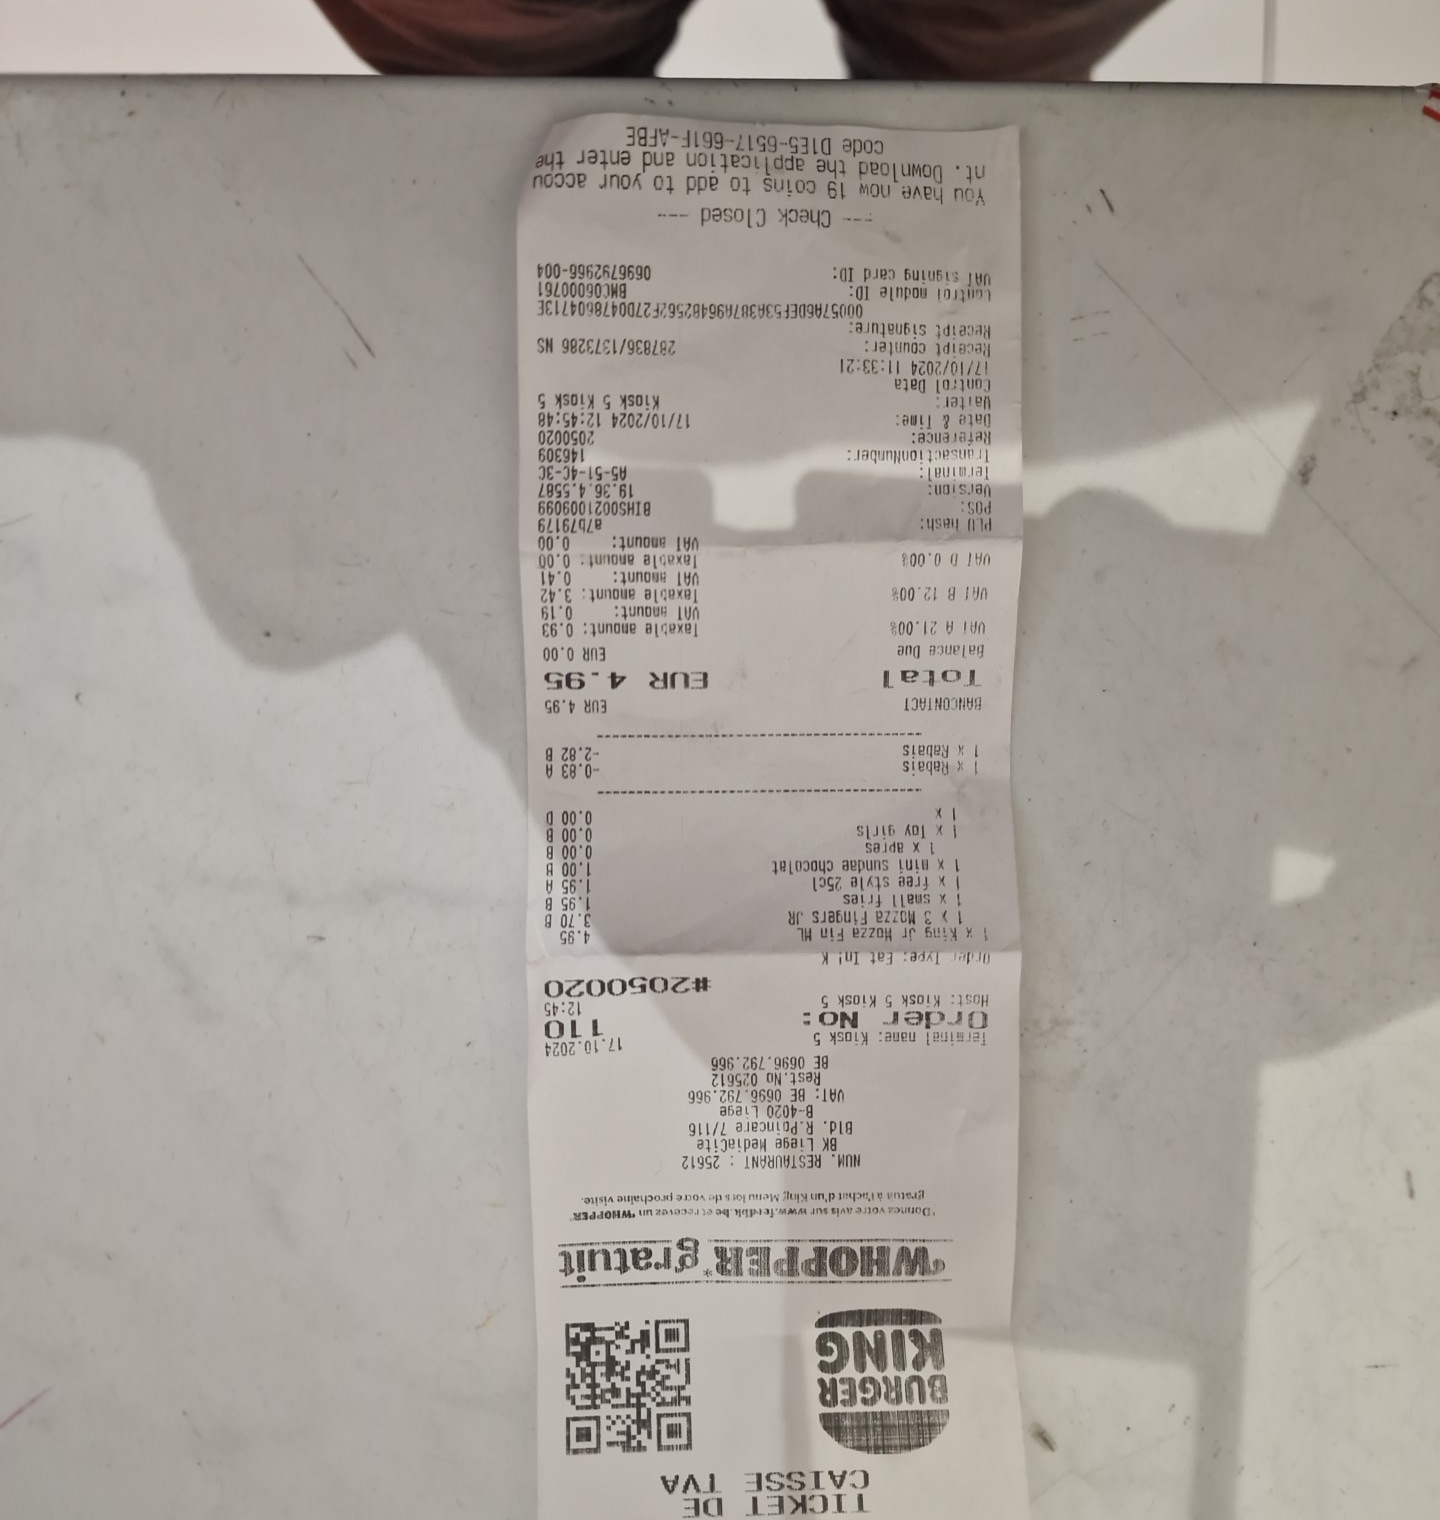 TICKET DE
CAISSE TVA
BURGER
KING
WHOPPER* gratuit
*Donnez votre avis sur www.feedbk.be et recevez un WHOPPER
gratuit à l'achat d'un King Menu lors de votre prochaine visite.
NUM. RESTAURANT : 25612
BK Liege MediaCite
Bld. R.Poincare 7/116
B-4020 Liege
VAT: BE 0696.792.966
Rest.No 025612
BE 0696.792.966
Terminal name: Kiosk 5 17.10.2024
Order No: 110
Host: Kiosk 5 Kiosk 5 12:45
#2050020
Order Type: Eat In! K
1 x King Jr Mozza Fin ML 4.95
1 x 3 Mozza Fingers JR 3.70 B
1 x small fries 1.95 B
1 x free style 25cl 1.95 A
1 x mini sundae chocolat 1.00 B
1 x apres 0.00 B
1 x Toy girls 0.00 B
1 x 0.00 D
1 x Rabais -0.83 A
1 x Rabais -2.82 B
BANCONTACT EUR 4.95
Total EUR 4.95
Balance Due EUR 0.00
VAT A 21.00% Taxable amount: 0.93
VAT amount: 0.19
VAT B 12.00% Taxable amount: 3.42
VAT amount: 0.41
VAT D 0.00% Taxable amount: 0.00
VAT amount: 0.00
PLU hash: a7b79179
POS: BIHS0021009099
Version: 19.36.4.5587
Terminal: A5-51-4C-3C
TransactionNumber: 146309
Reference: 2050020
Date & Time: 17/10/2024 12:45:48
Waiter: Kiosk 5 Kiosk 5
Control Data
17/10/2024 11:33:21
Receipt counter: 287836/1373286 NS
Receipt Signature:
00057A6DEF53A387A964B2562F27D0478604713E
Control module ID: BMC06000761
VAT signing card ID: 0696792966-004
--- Check Closed ---
You have now 19 coins to add to your accou
nt. Download the application and enter the
code D1E5-6517-661F-AFBE